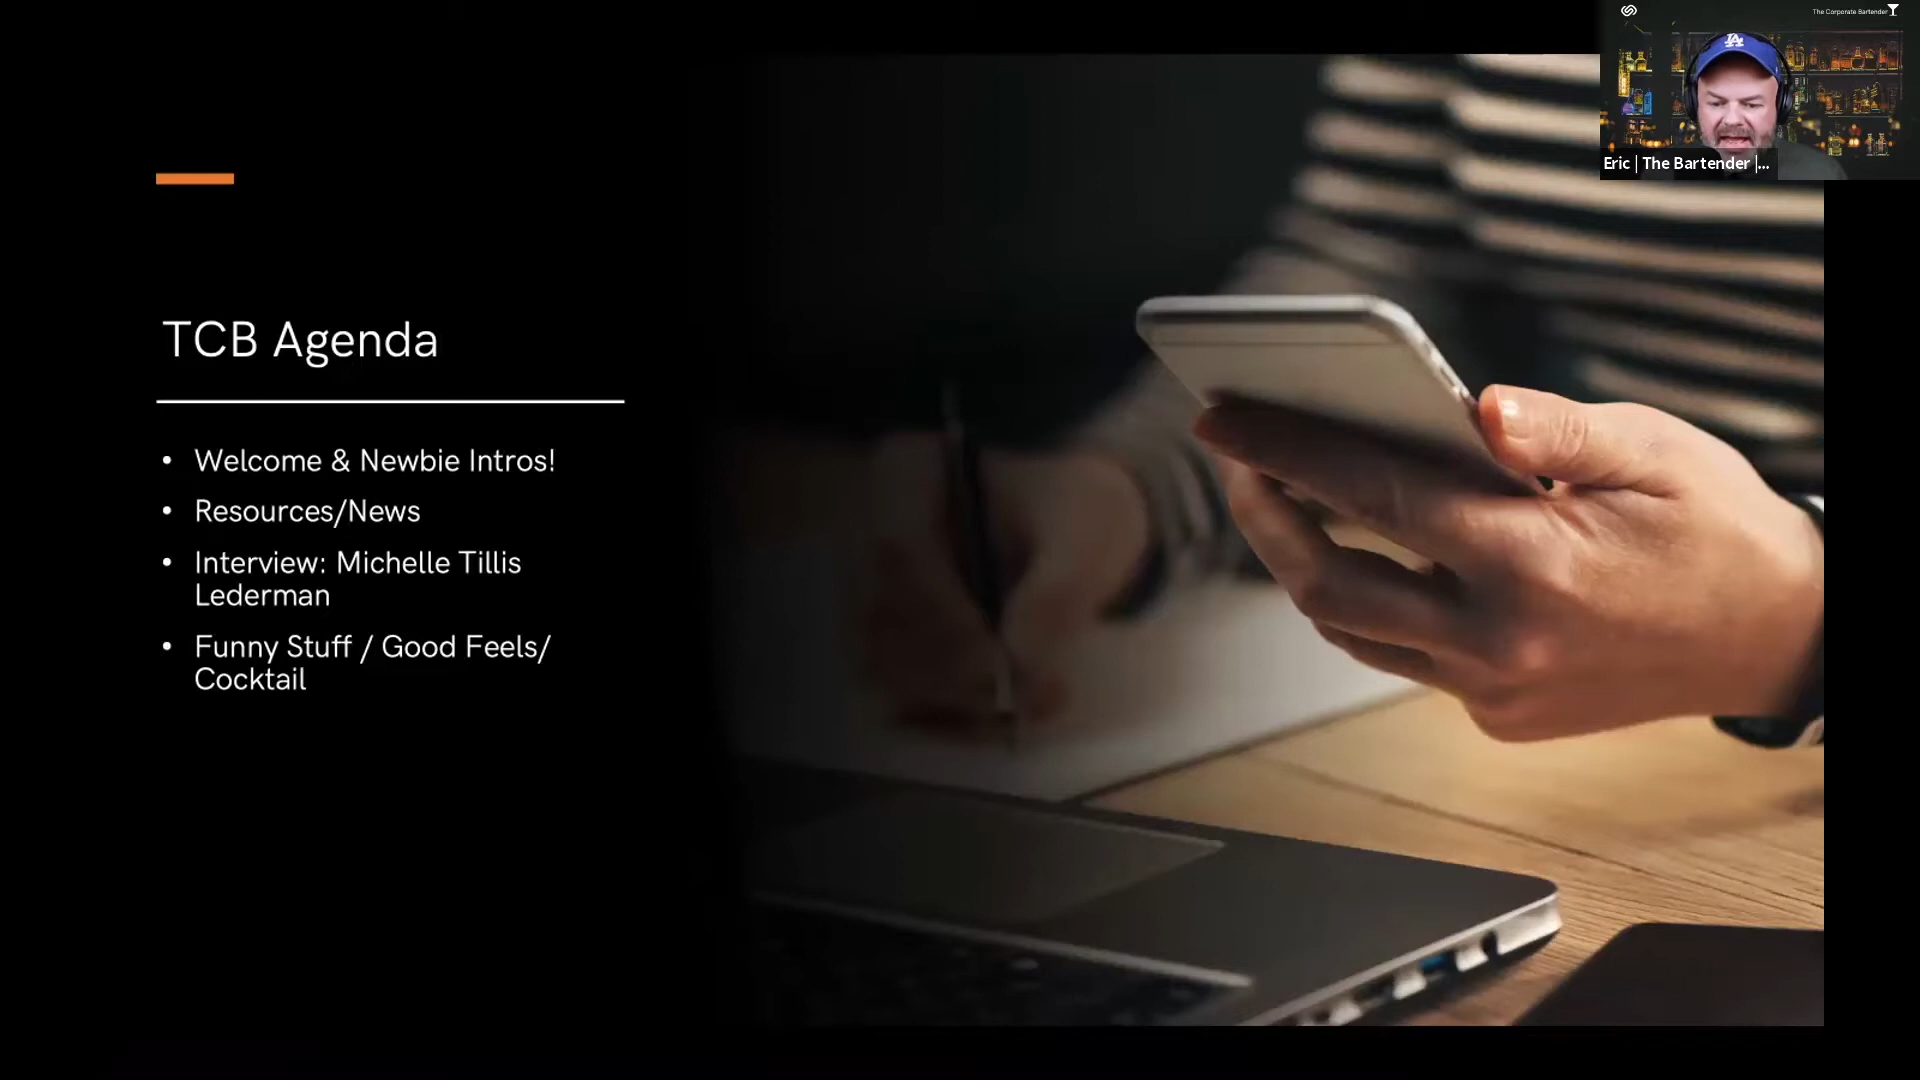 The Corporate Bartender
LA
Eric | The Bartender |...
TCB Agenda
• Welcome & Newbie Intros!
• Resources/News
• Interview: Michelle Tillis
Lederman
• Funny Stuff / Good Feels/
Cocktail